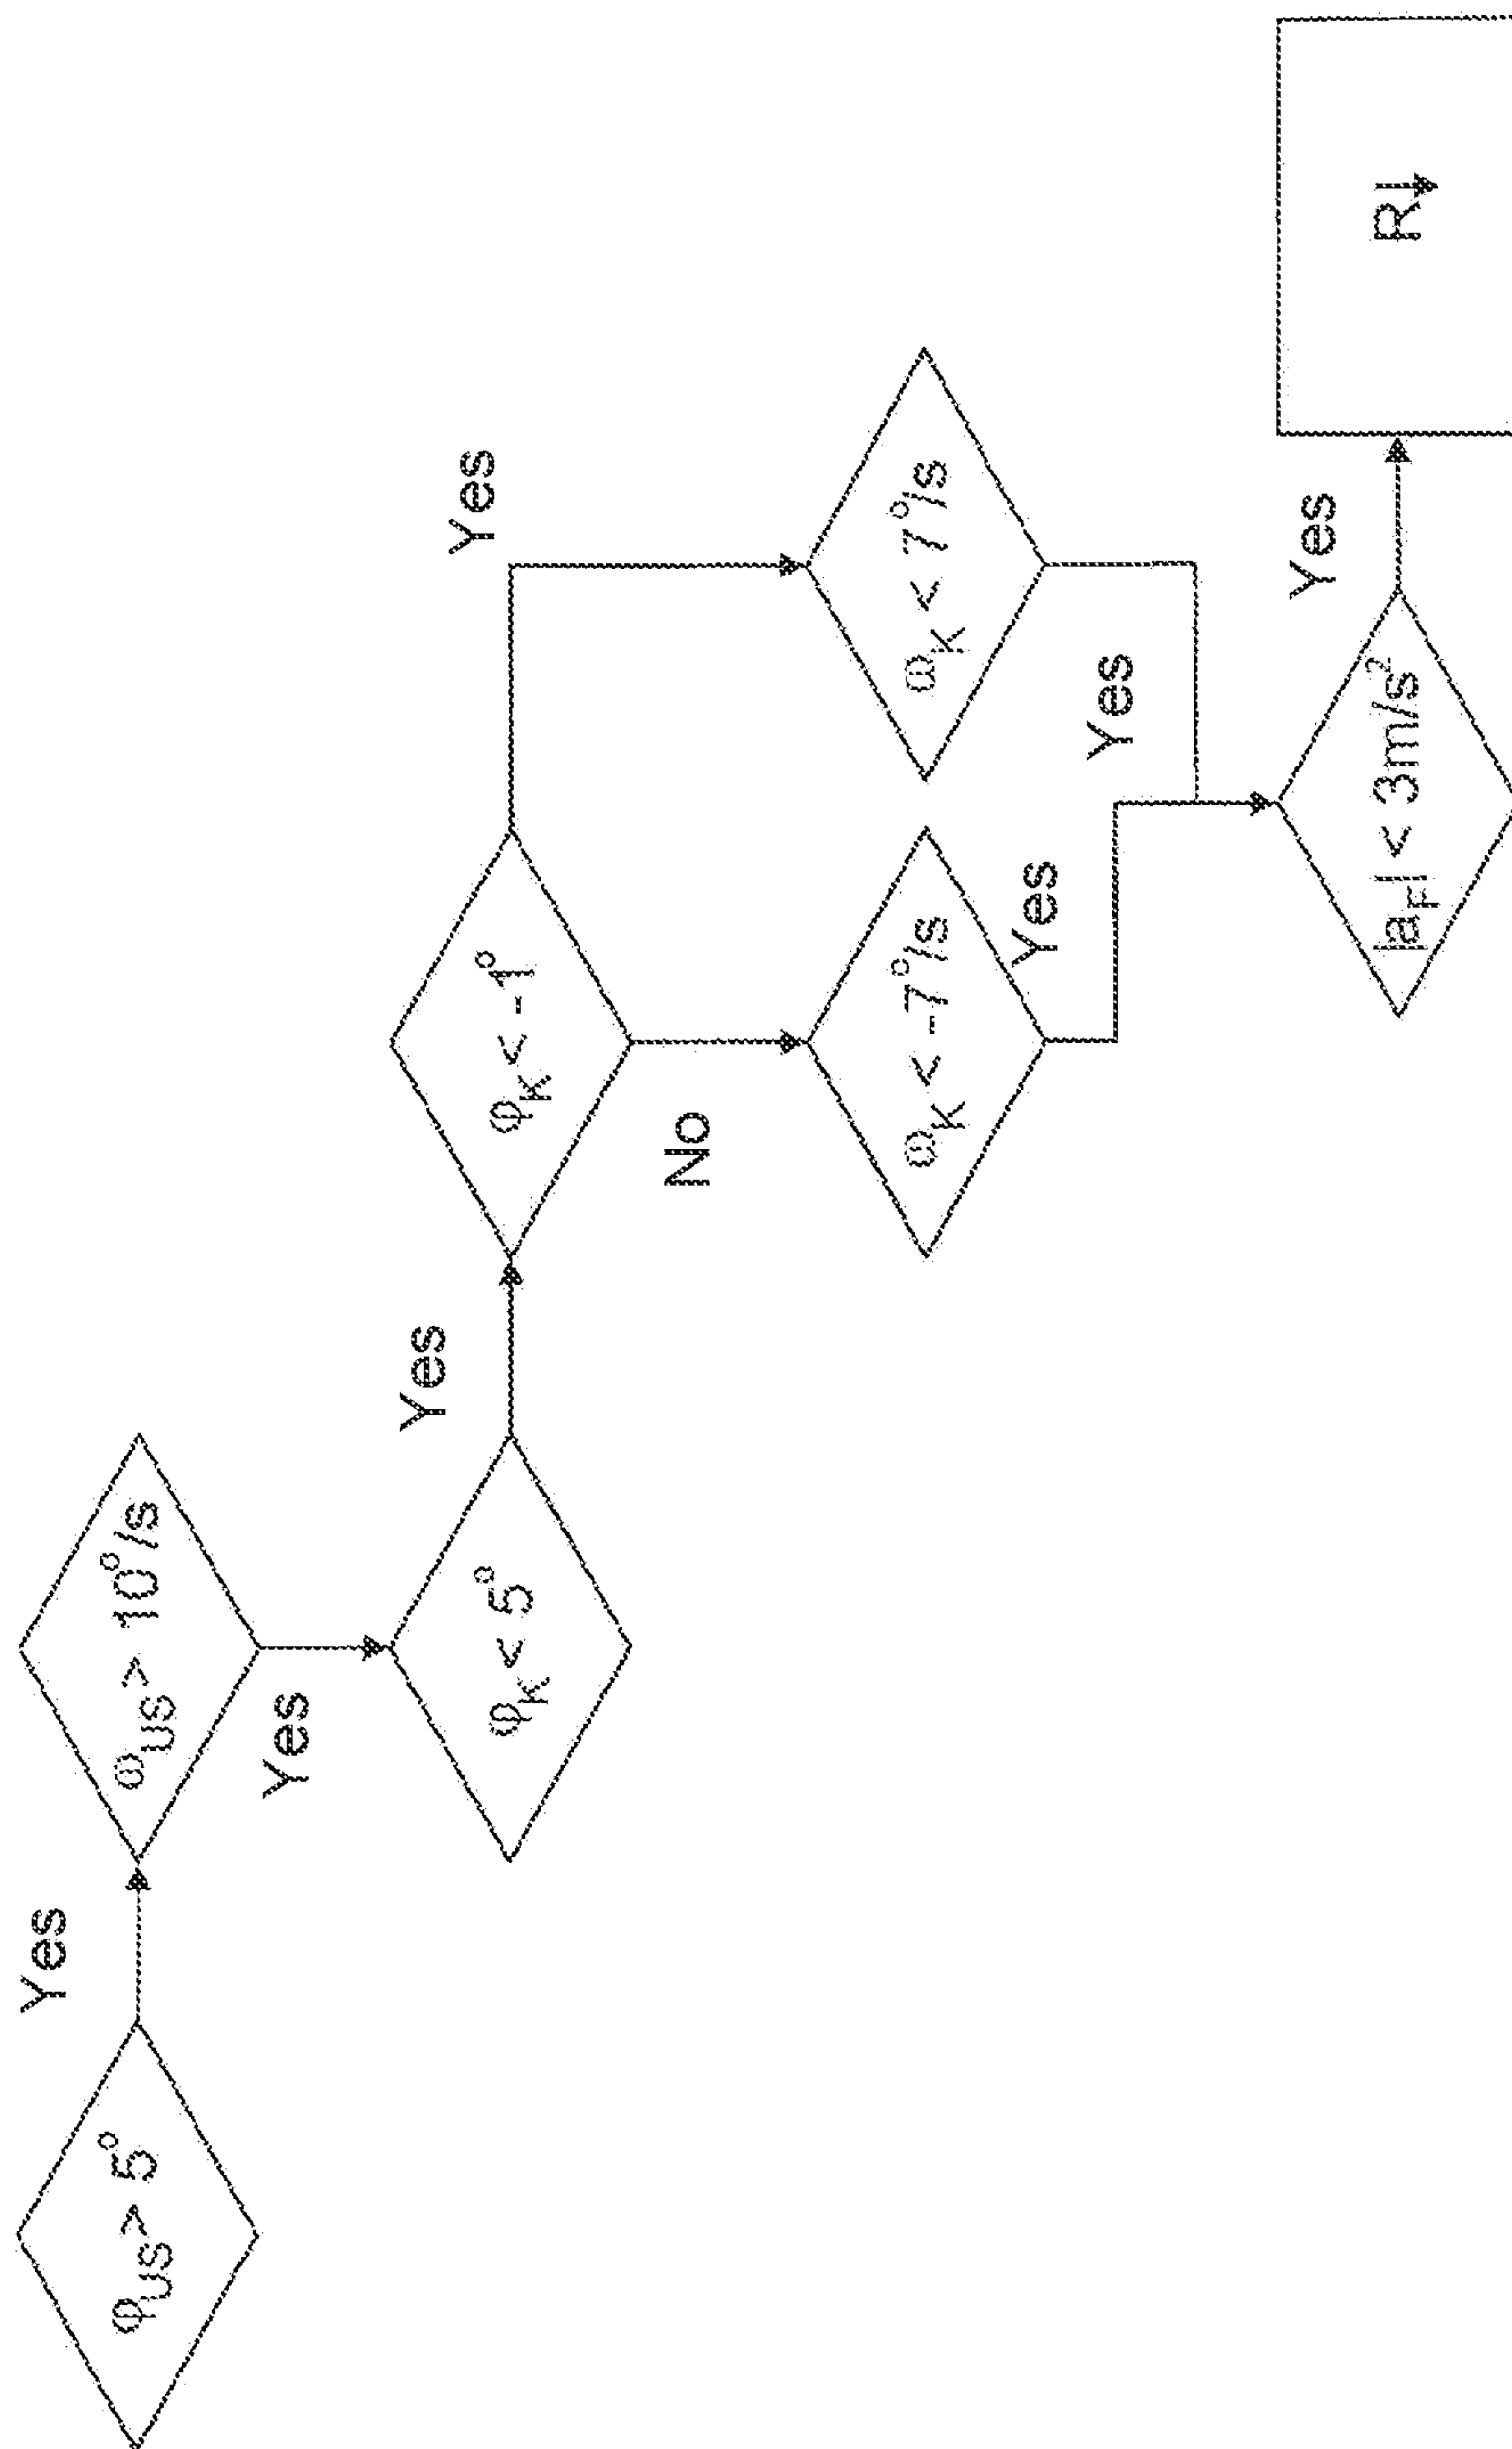 φUS > 5°
Yes
ωUS > 10°/s
Yes
φK < 5°
Yes
φK < -1°
Yes
No
ωK < -7°/s
ωK < 7°/s
Yes
Yes
|aF| < 3m/s²
Yes
R↓